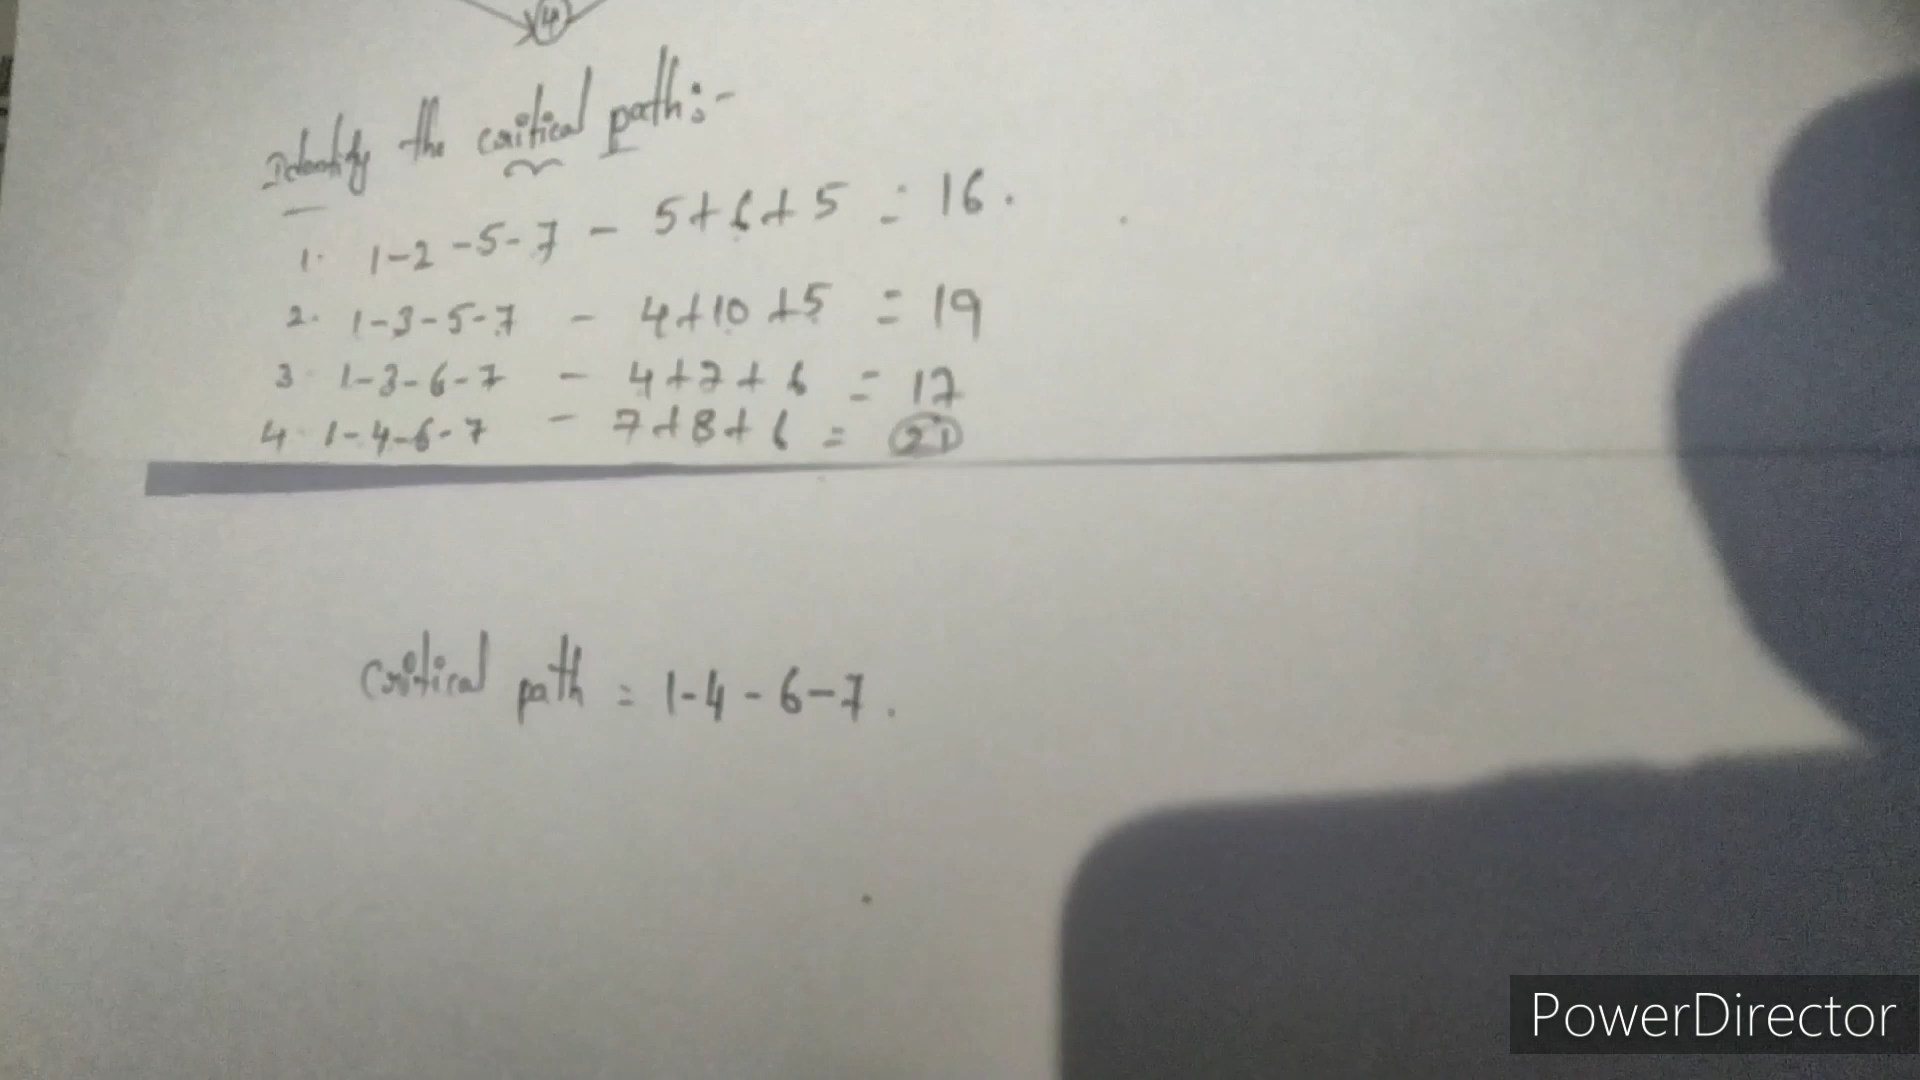 4
Identify the critical path:-
1. 1-2-5-7 - 5+6+5 = 16.
2. 1-3-5-7 - 4+10+5 = 19
3. 1-3-6-7 - 4+7+6 = 17
4. 1-4-6-7 - 7+8+6 = 21
critical path = 1-4-6-7.
PowerDirector